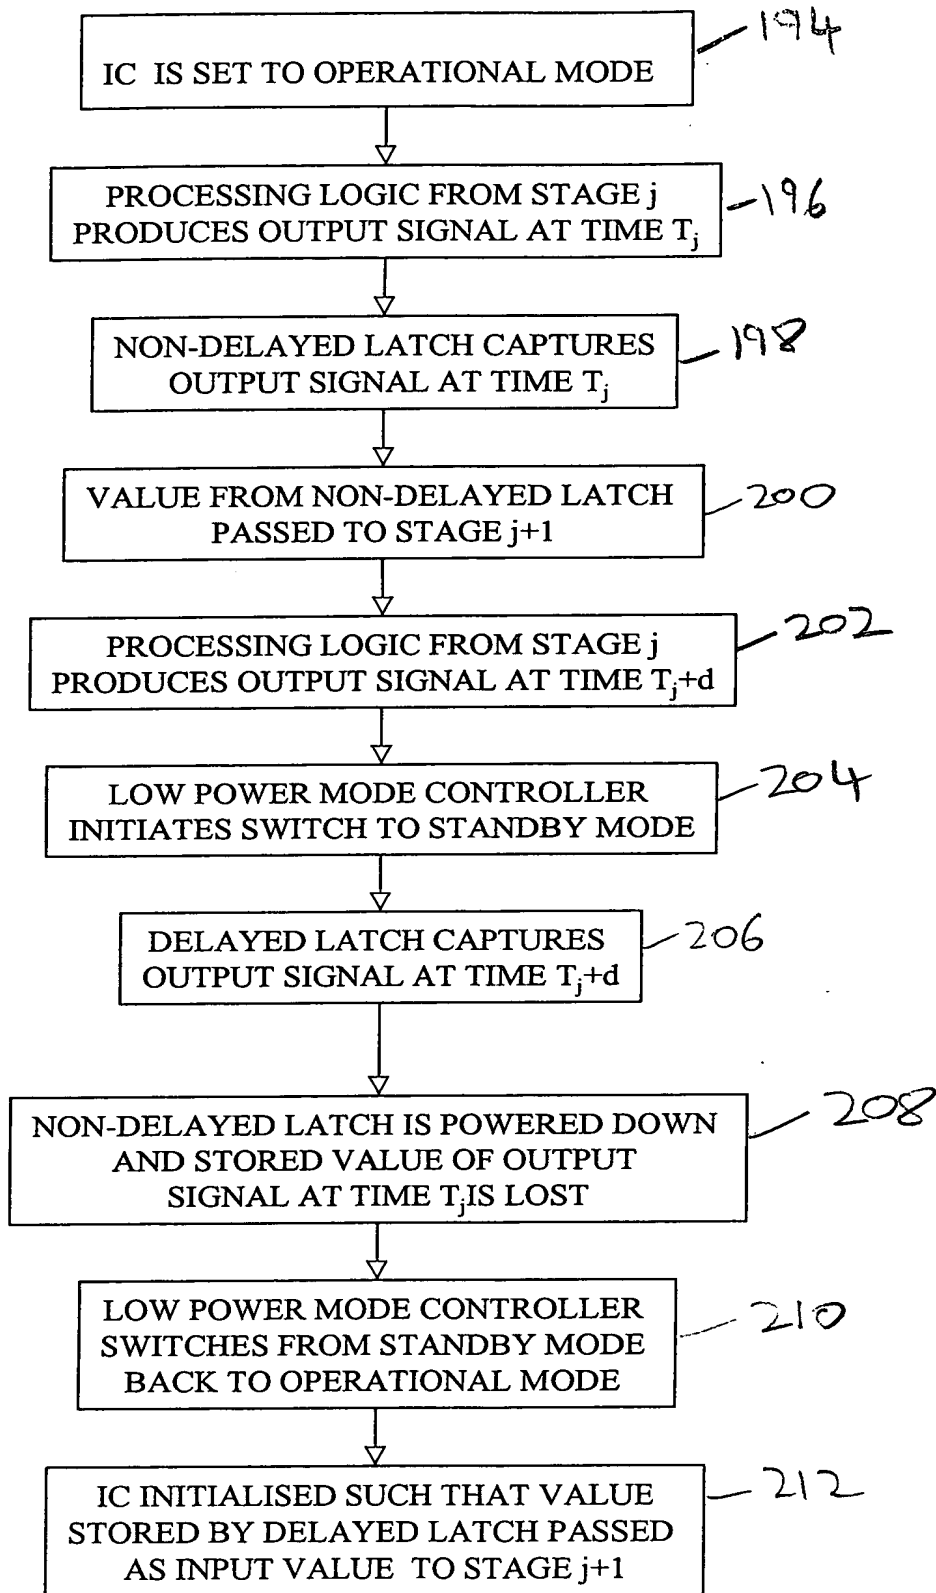 194
IC IS SET TO OPERATIONAL MODE
PROCESSING LOGIC FROM STAGE j
PRODUCES OUTPUT SIGNAL AT TIME Tj
196
NON-DELAYED LATCH CAPTURES
OUTPUT SIGNAL AT TIME Tj
198
VALUE FROM NON-DELAYED LATCH
PASSED TO STAGE j+1
200
PROCESSING LOGIC FROM STAGE j
PRODUCES OUTPUT SIGNAL AT TIME Tj+d
202
LOW POWER MODE CONTROLLER
INITIATES SWITCH TO STANDBY MODE
204
DELAYED LATCH CAPTURES
OUTPUT SIGNAL AT TIME Tj+d
206
NON-DELAYED LATCH IS POWERED DOWN
AND STORED VALUE OF OUTPUT
SIGNAL AT TIME Tj IS LOST
208
LOW POWER MODE CONTROLLER
SWITCHES FROM STANDBY MODE
BACK TO OPERATIONAL MODE
210
IC INITIALISED SUCH THAT VALUE
STORED BY DELAYED LATCH PASSED
AS INPUT VALUE TO STAGE j+1
212